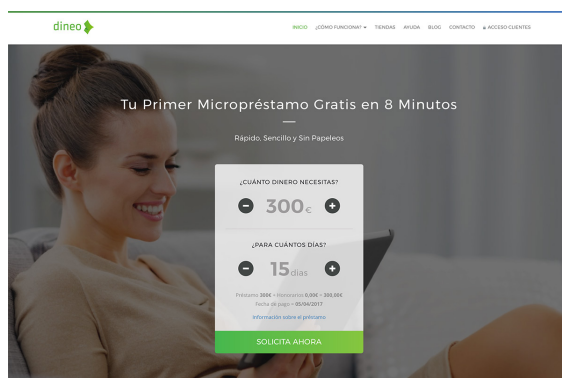 dineo
INICIO ¿CÓMO FUNCIONA? TIENDAS AYUDA BLOG CONTACTO ACCESO CLIENTES
Tu Primer Micropréstamo Gratis en 8 Minutos
Rápido, Sencillo y Sin Papeleos
¿CUÁNTO DINERO NECESITAS?
300€
¿PARA CUÁNTOS DÍAS?
15 días
Préstamo 300€ + Honorarios 0,00€ = 300,00€
Fecha de pago = 05/04/2017
Información sobre el préstamo
SOLICITA AHORA